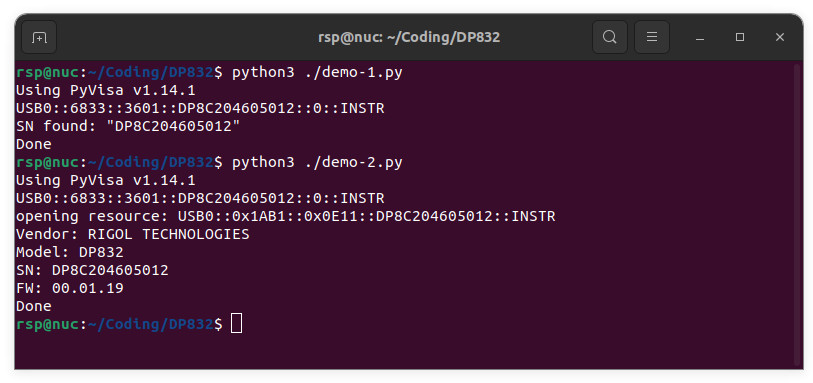 rsp@nuc: ~/Coding/DP832
rsp@nuc:~/Coding/DP832$ python3 ./demo-1.py
Using PyVisa v1.14.1
USB0::6833::3601::DP8C204605012::0::INSTR
SN found: "DP8C204605012"
Done
rsp@nuc:~/Coding/DP832$ python3 ./demo-2.py
Using PyVisa v1.14.1
USB0::6833::3601::DP8C204605012::0::INSTR
opening resource: USB0::0x1AB1::0x0E11::DP8C204605012::INSTR
Vendor: RIGOL TECHNOLOGIES
Model: DP832
SN: DP8C204605012
FW: 00.01.19
Done
rsp@nuc:~/Coding/DP832$